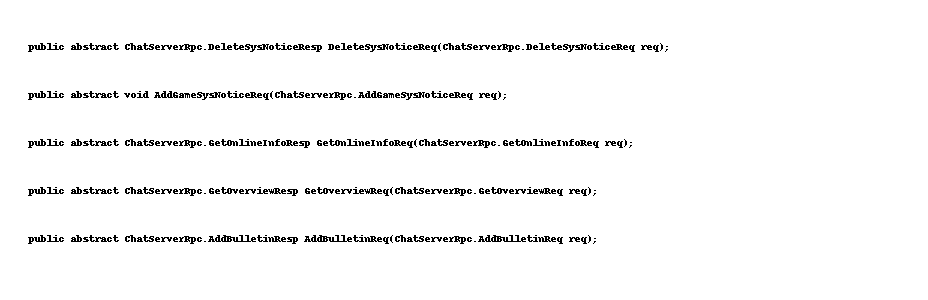 public abstract ChatServerRpc.DeleteSysNoticeResp DeleteSysNoticeReq(ChatServerRpc.DeleteSysNoticeReq req);
public abstract void AddGameSysNoticeReq(ChatServerRpc.AddGameSysNoticeReq req);
public abstract ChatServerRpc.GetOnlineInfoResp GetOnlineInfoReq(ChatServerRpc.GetOnlineInfoReq req);
public abstract ChatServerRpc.GetOverviewResp GetOverviewReq(ChatServerRpc.GetOverviewReq req);
public abstract ChatServerRpc.AddBulletinResp AddBulletinReq(ChatServerRpc.AddBulletinReq req);